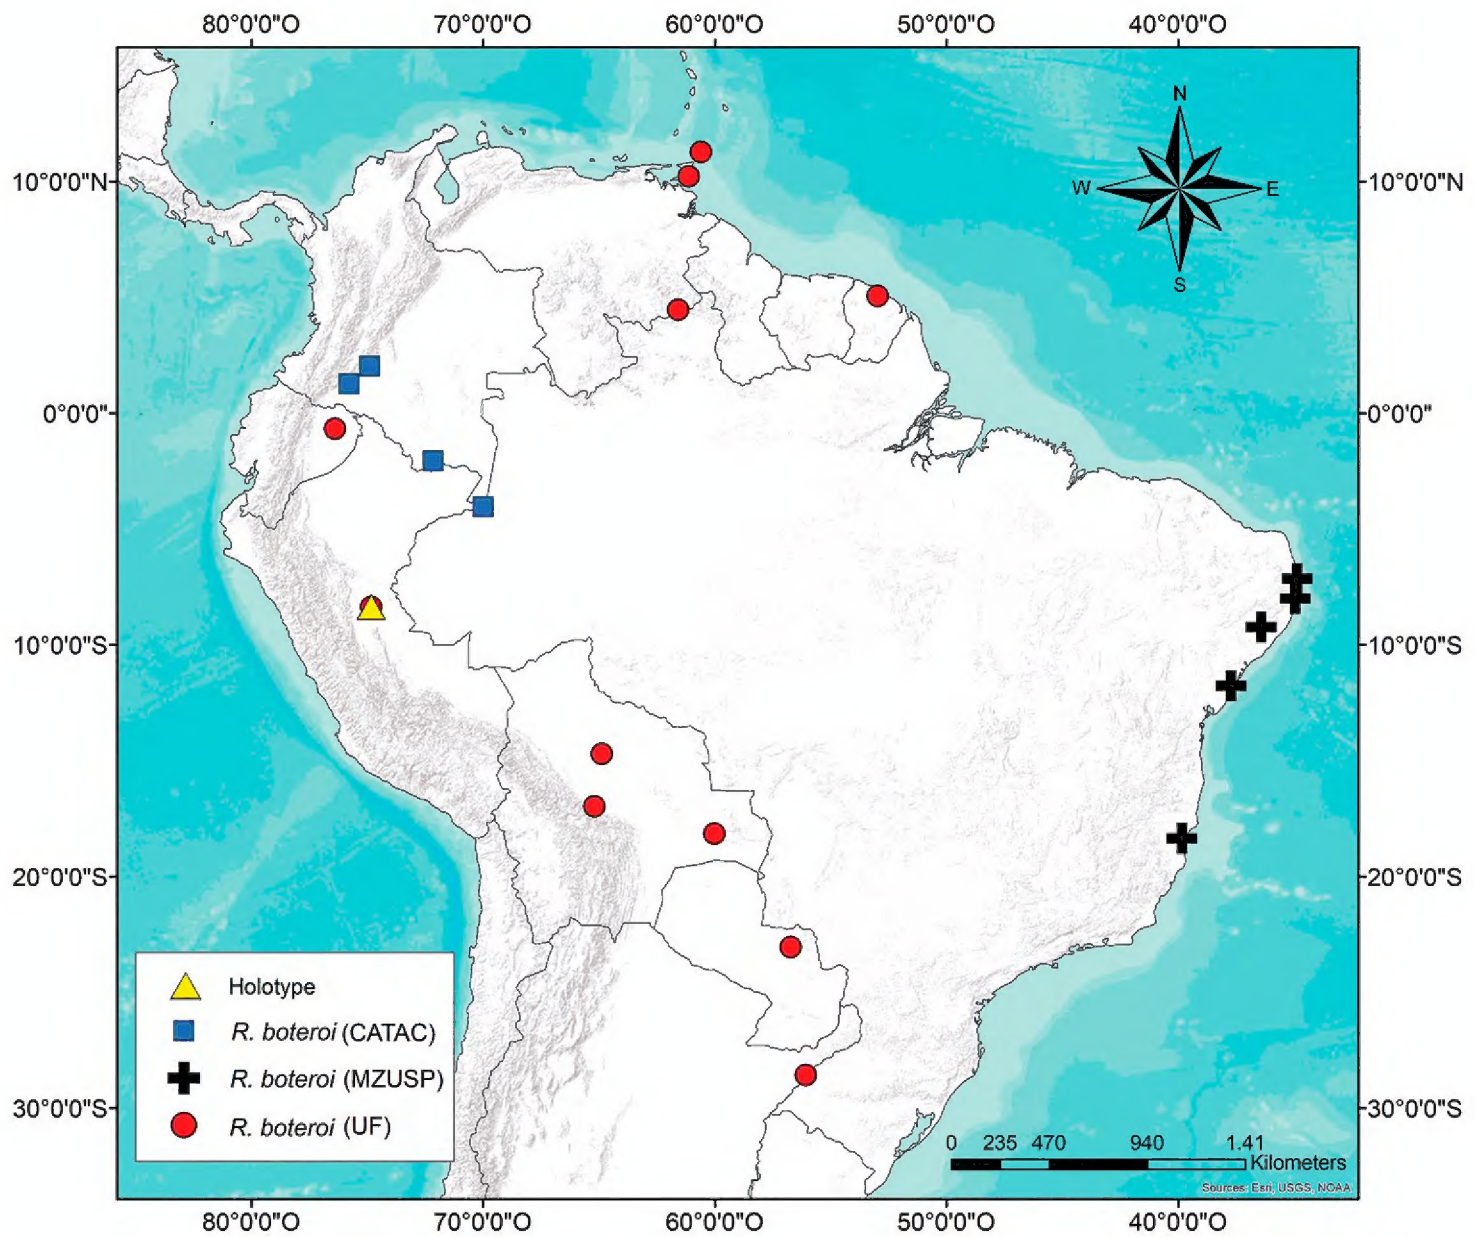 80°0'0"O 70°0'0"O 60°0'0"O 50°0'0"O 40°0'0"O
N
W E
S
10°0'0"N 10°0'0"N
0°0'0" 0°0'0"
10°0'0"S 10°0'0"S
20°0'0"S 20°0'0"S
30°0'0"S 30°0'0"S
Holotype
R. boteroi (CATAC)
R. boteroi (MZUSP)
R. boteroi (UF)
0 235 470 940 1.41
Kilometers
Sources: Esri, USGS, NOAA
80°0'0"O 70°0'0"O 60°0'0"O 50°0'0"O 40°0'0"O